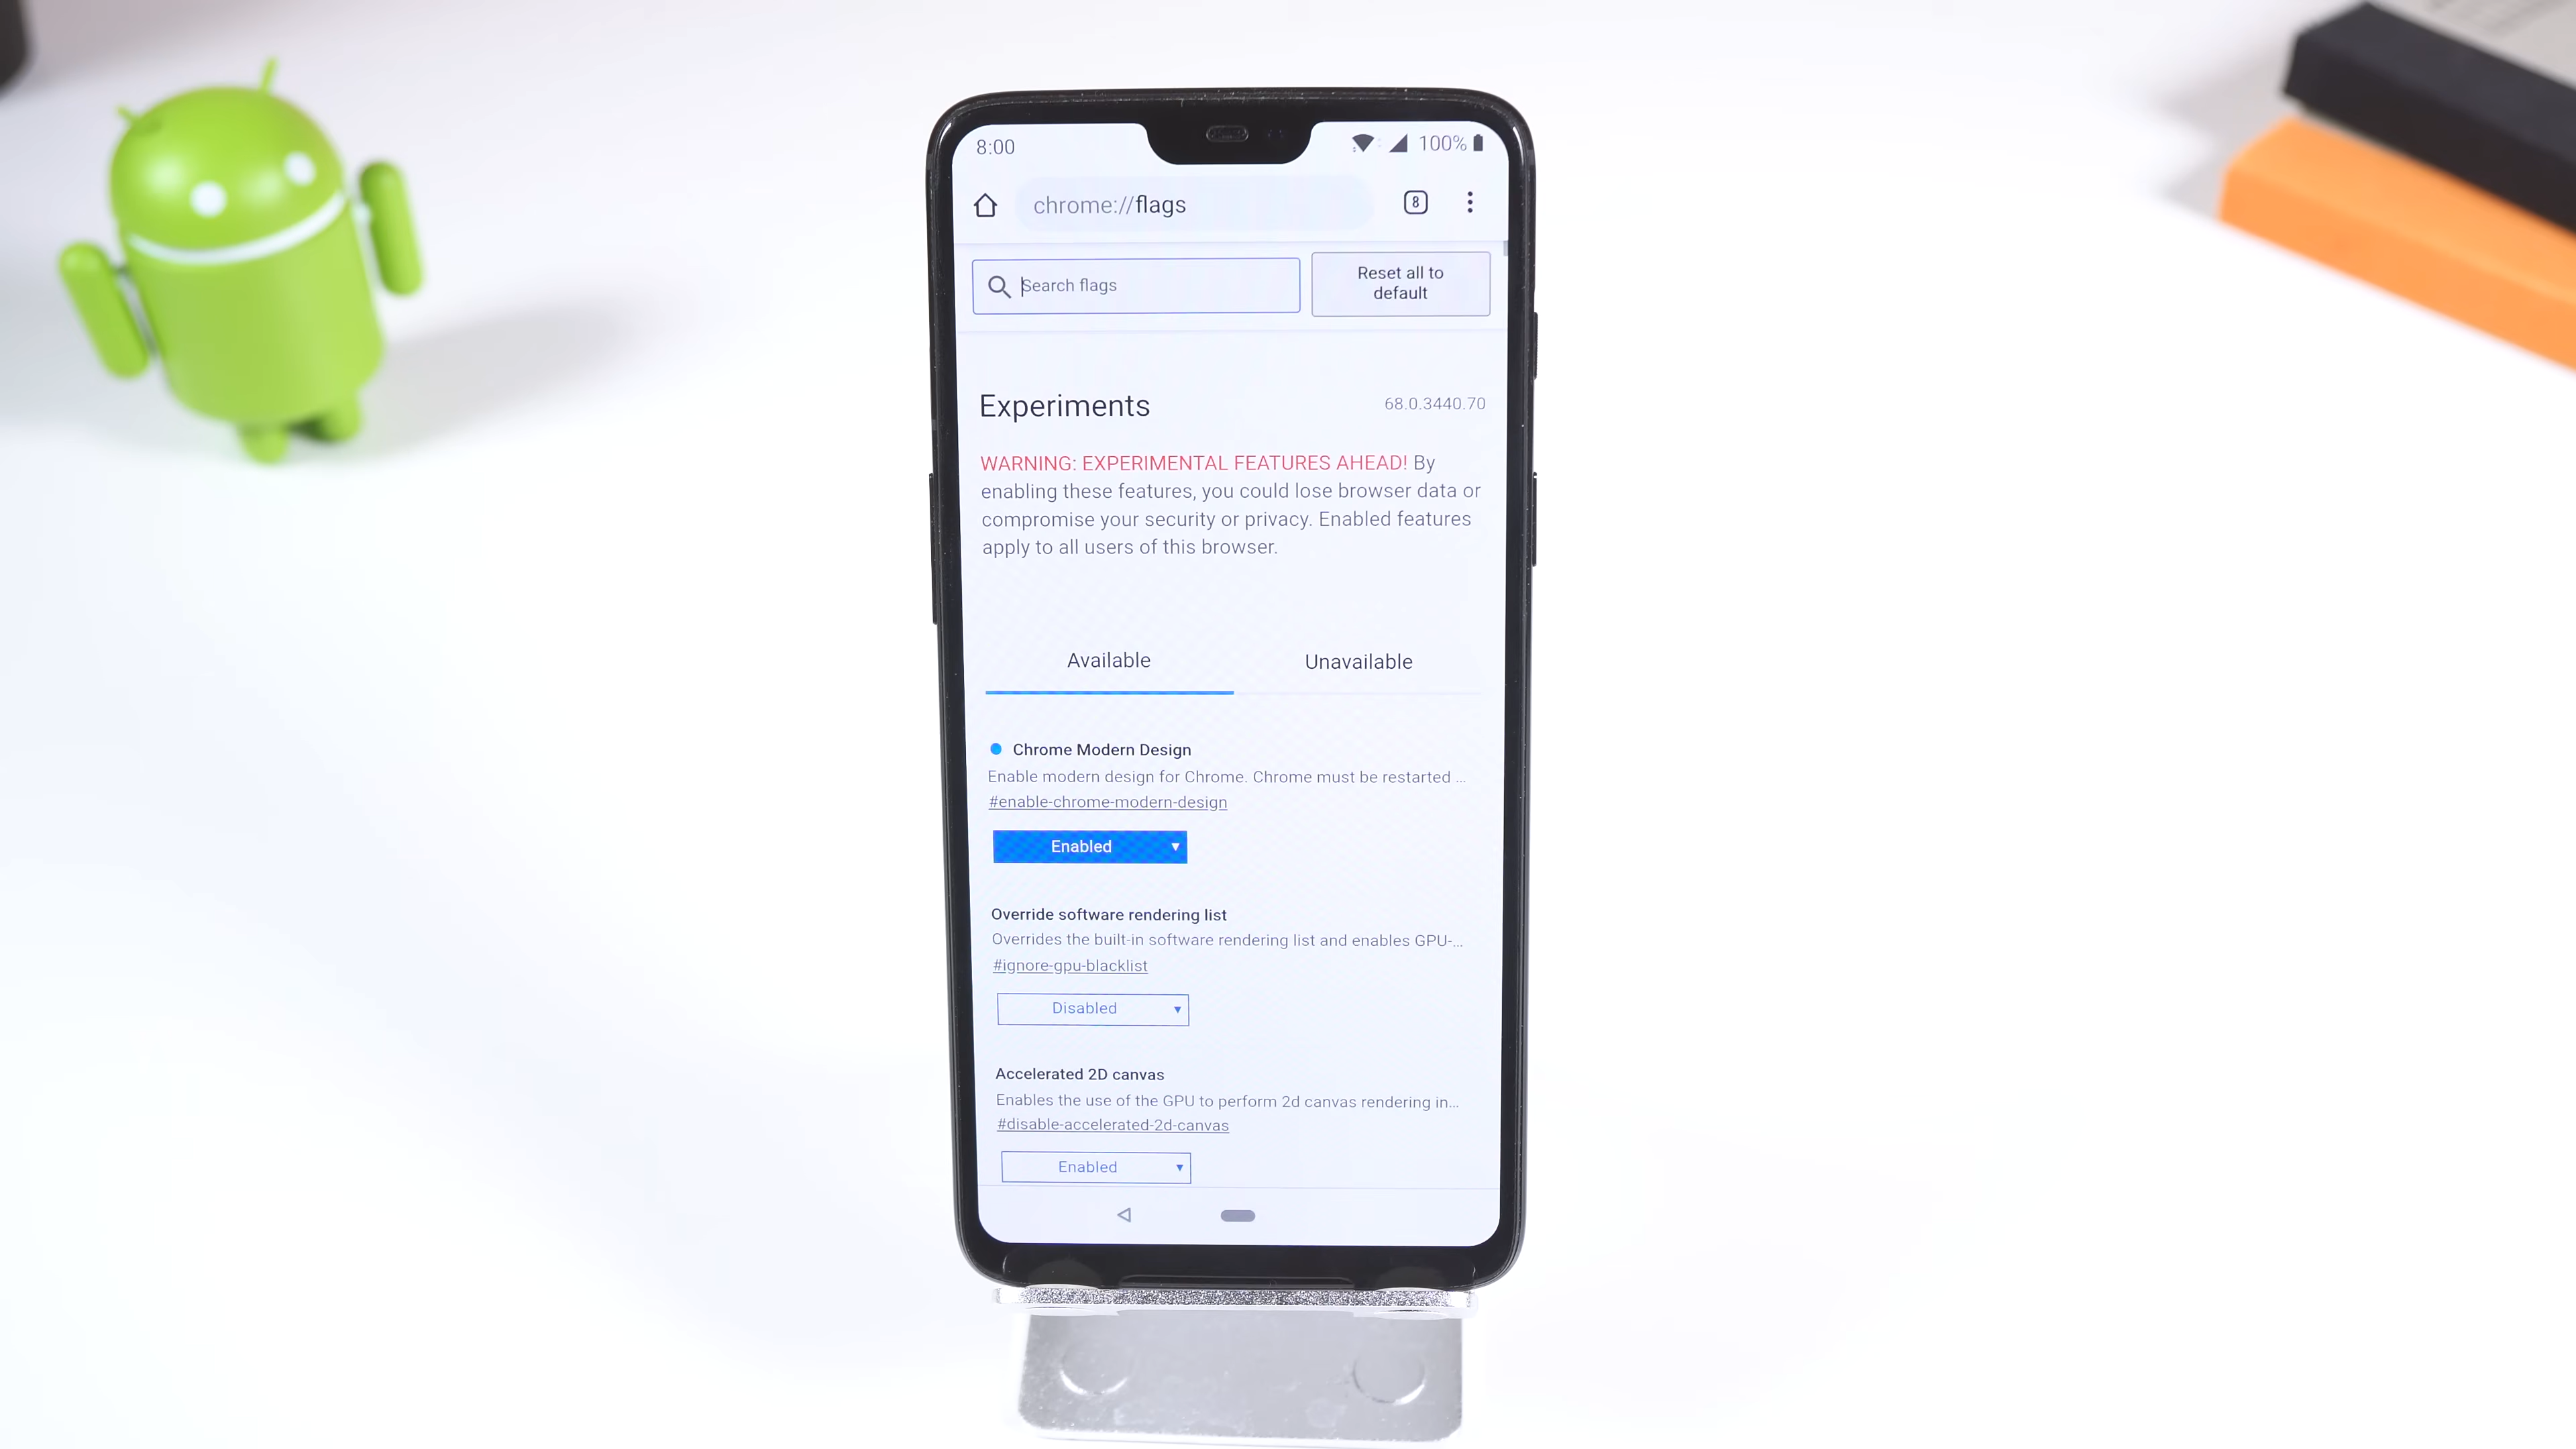 8:00
100%
chrome://flags
8
Search flags
Reset all to
default
Experiments
68.0.3440.70
WARNING: EXPERIMENTAL FEATURES AHEAD! By
enabling these features, you could lose browser data or
compromise your security or privacy. Enabled features
apply to all users of this browser.
Available
Unavailable
Chrome Modern Design
Enable modern design for Chrome. Chrome must be restarted ...
#enable-chrome-modern-design
Enabled
Override software rendering list
Overrides the built-in software rendering list and enables GPU-...
#ignore-gpu-blacklist
Disabled
Accelerated 2D canvas
Enables the use of the GPU to perform 2d canvas rendering in...
#disable-accelerated-2d-canvas
Enabled